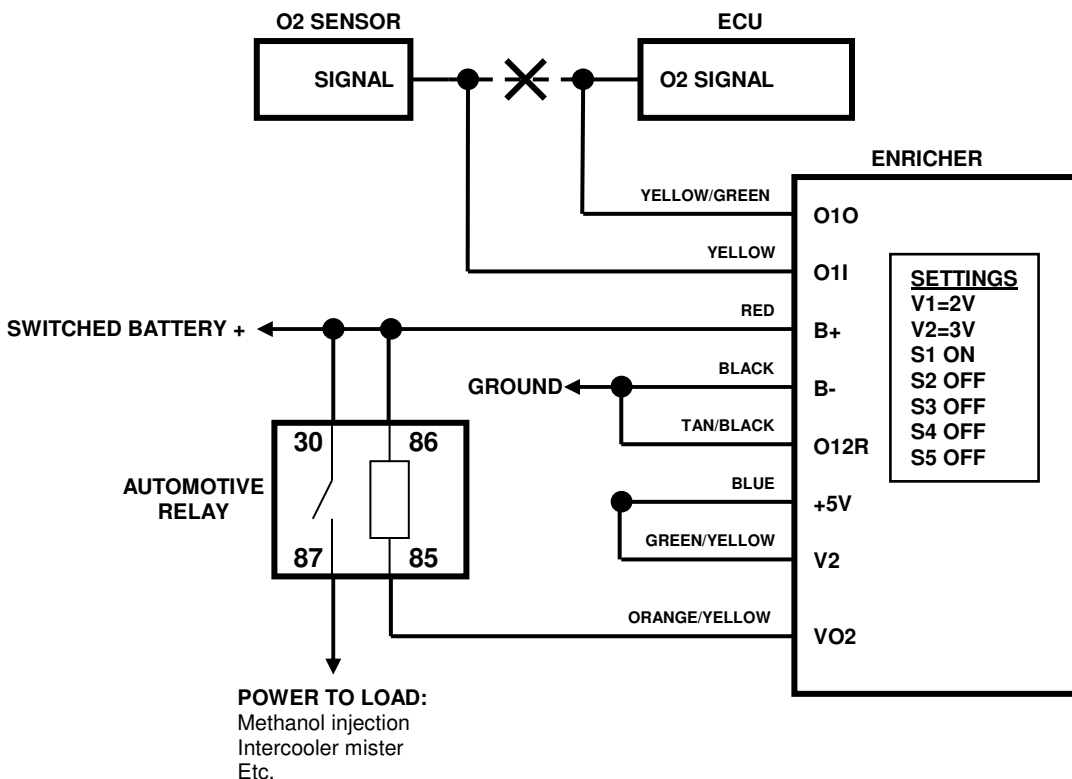 O2 SENSOR
ECU
SIGNAL
O2 SIGNAL
ENRICHER
YELLOW/GREEN
O1O
YELLOW
O1I
SETTINGS
V1=2V
V2=3V
S1 ON
S2 OFF
S3 OFF
S4 OFF
S5 OFF
RED
SWITCHED BATTERY +
B+
BLACK
GROUND
B-
TAN/BLACK
O12R
30
86
BLUE
+5V
AUTOMOTIVE
RELAY
GREEN/YELLOW
V2
87
85
ORANGE/YELLOW
VO2
POWER TO LOAD:
Methanol injection
Intercooler mister
Etc.